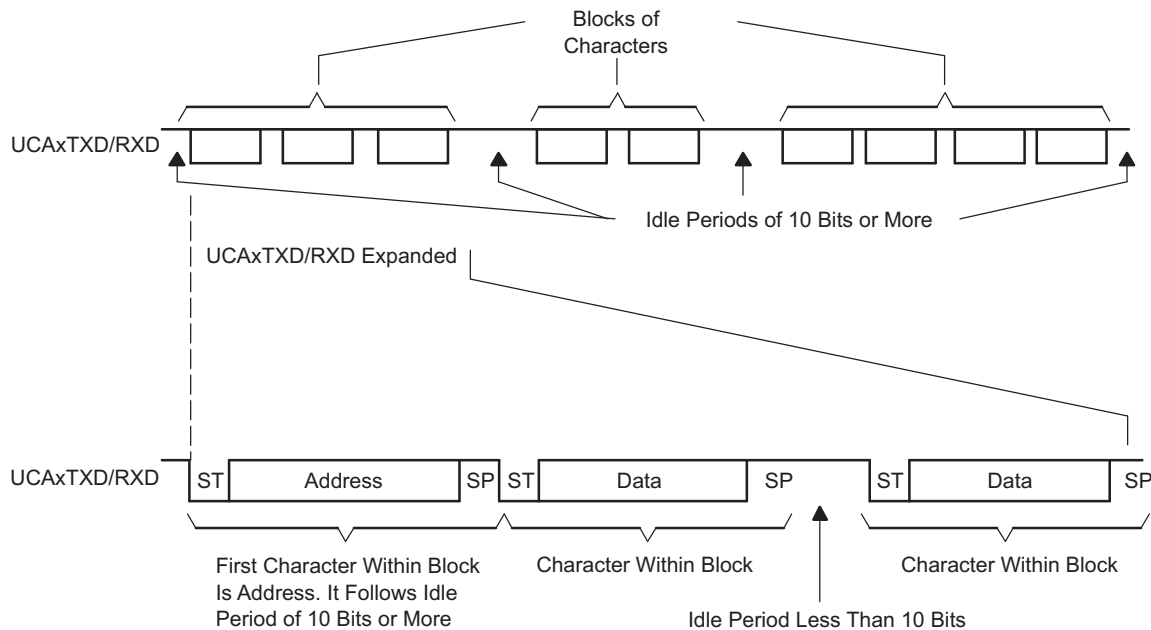 Blocks of
Characters
UCAxTXD/RXD
Idle Periods of 10 Bits or More
UCAxTXD/RXD Expanded
UCAxTXD/RXD
ST
Address
SP
ST
Data
SP
ST
Data
SP
First Character Within Block
Is Address. It Follows Idle
Period of 10 Bits or More
Character Within Block
Character Within Block
Idle Period Less Than 10 Bits